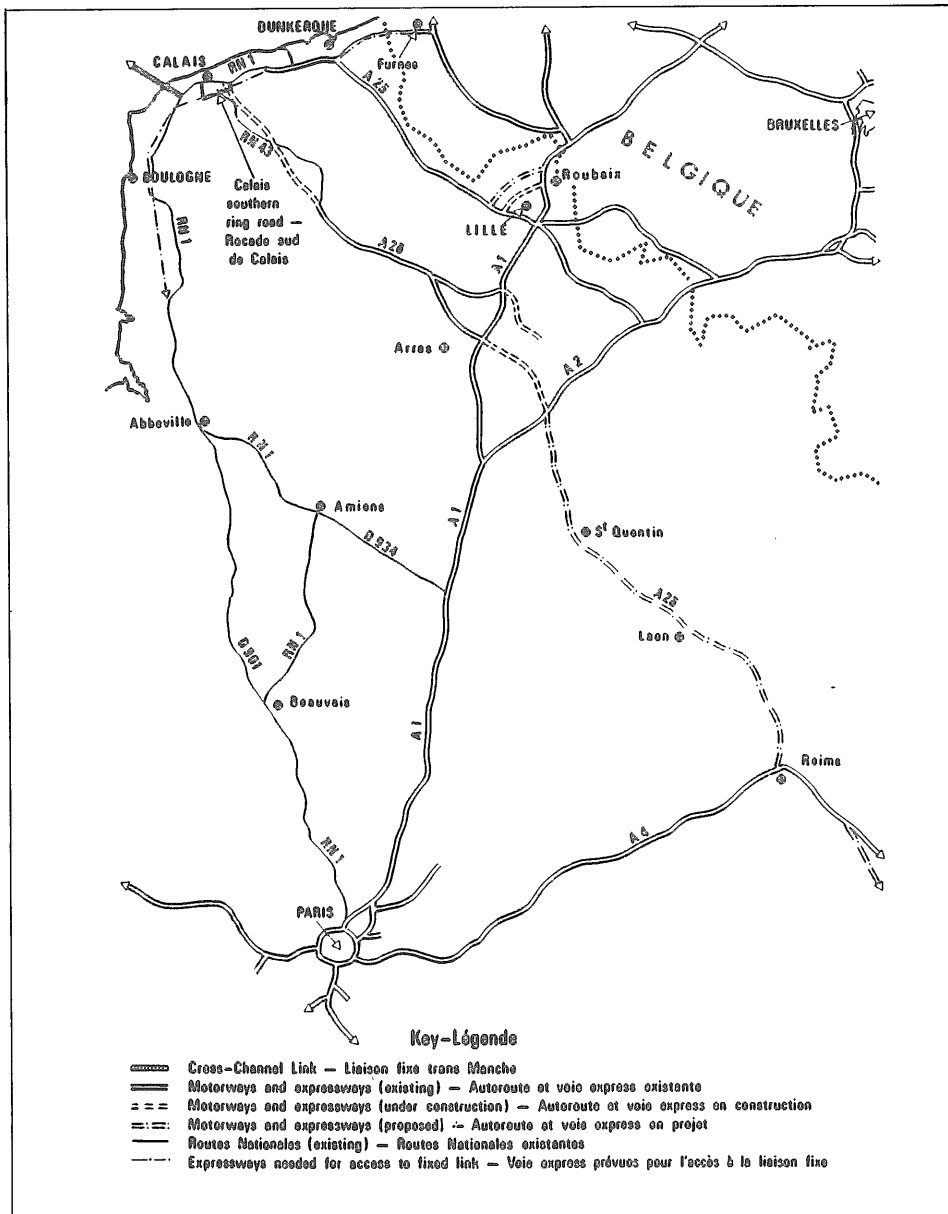 DUNKERQUE
CALAIS
RN 1
Furnes
A 25
BRUXELLES
RN 43
BELGIQUE
BOULOGNE
Roubaix
Calais
southern
ring road —
Rocade sud
de Calais
LILLE
RN 1
A 26
A 1
Arras
A 2
Abbeville
RN 1
Amiens
A 1
St Quentin
D 934
A 26
Laon
D 901
RN 1
Beauvais
A 1
Reims
A 4
RN 1
PARIS
Key–Légende
Cross-Channel Link — Liaison fixe trans Manche
Motorways and expressways (existing) — Autoroute et voie express existante
Motorways and expressways (under construction) — Autoroute et voie express en construction
Motorways and expressways (proposed) — Autoroute et voie express en projet
Routes Nationales (existing) — Routes Nationales existantes
Expressways needed for access to fixed link — Voie express prévues pour l'accès à la liaison fixe